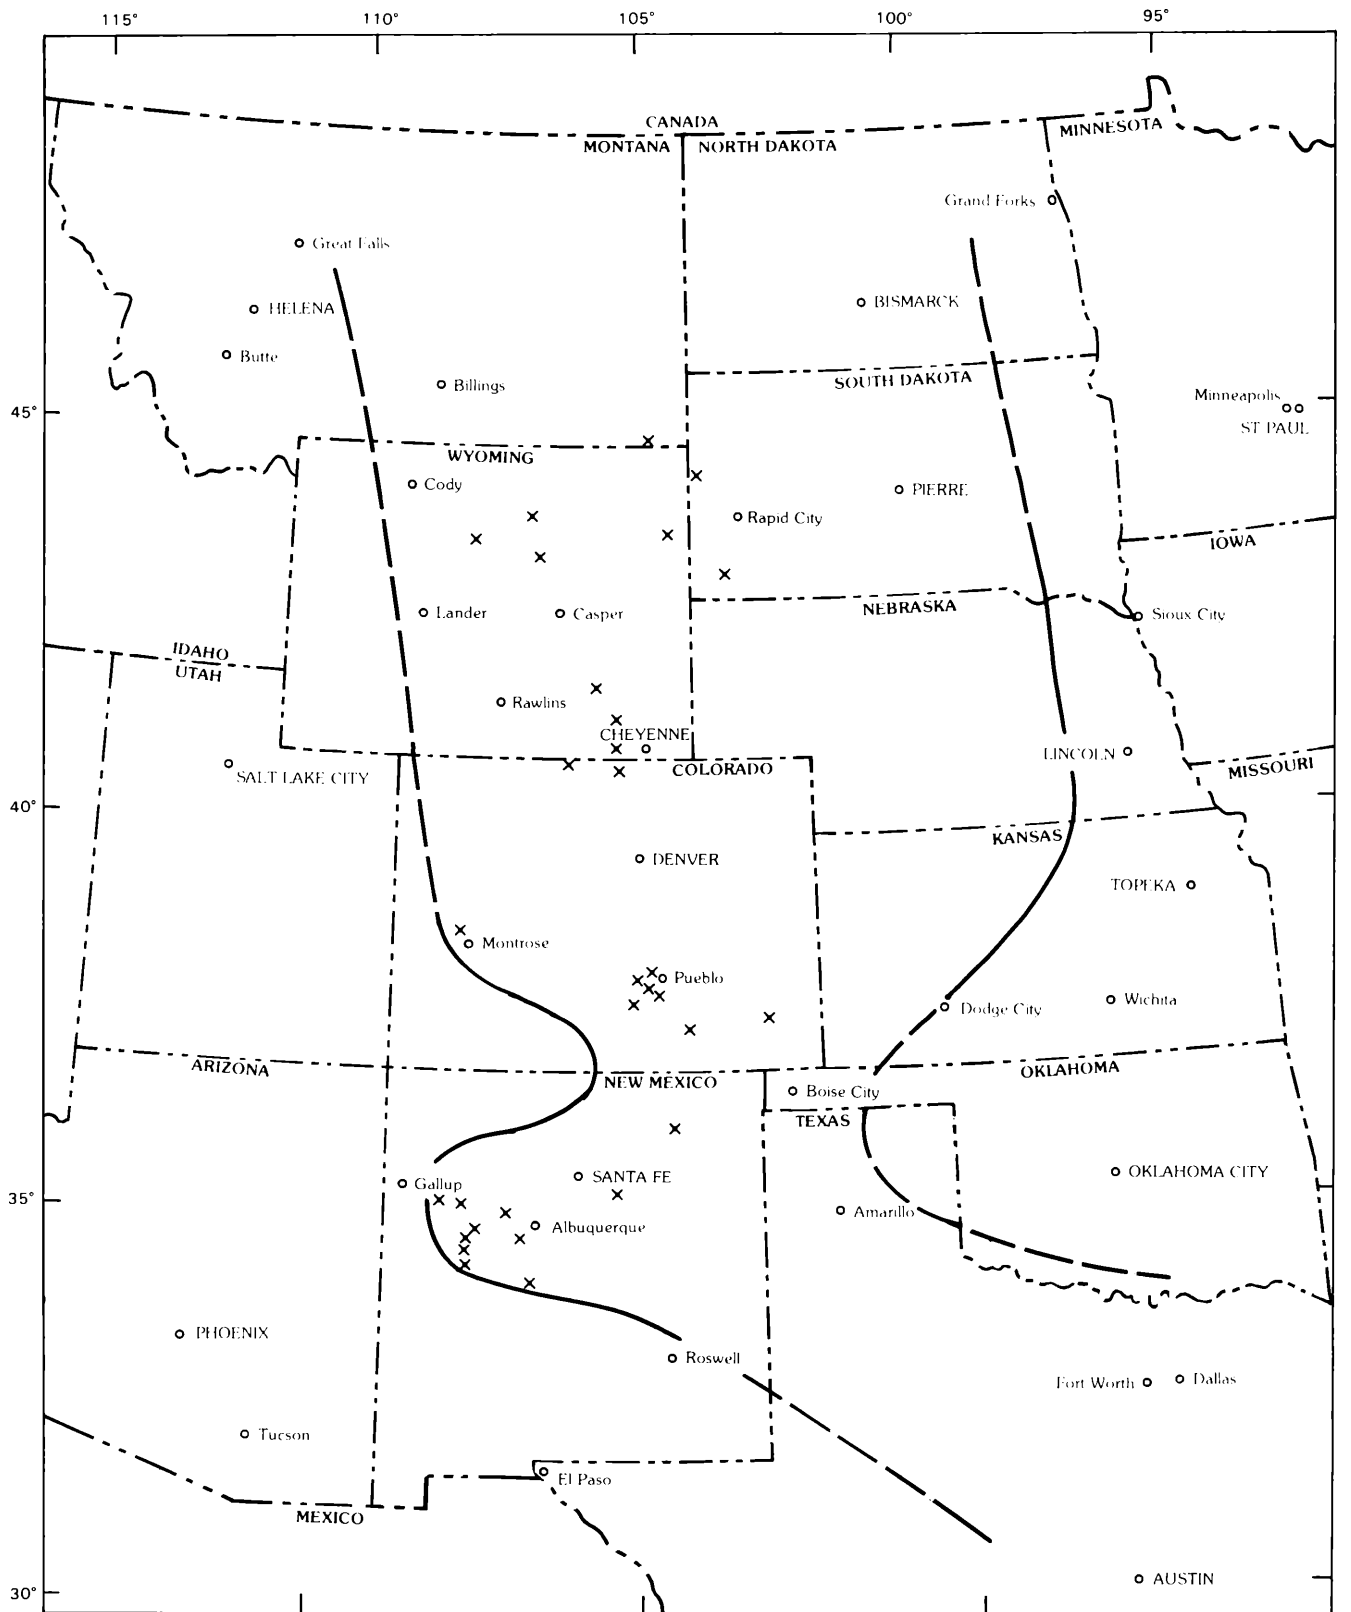 115° 110° 105° 100° 95°
CANADA
MONTANA NORTH DAKOTA
MINNESOTA
Grand Forks
Great Falls
BISMARCK
HELENA
Butte
SOUTH DAKOTA
Billings
Minneapolis
45°
ST PAUL
WYOMING
Cody
PIERRE
Rapid City
IOWA
NEBRASKA
Lander Casper
Sioux City
IDAHO
UTAH
Rawlins
CHEYENNE
LINCOLN
COLORADO
MISSOURI
SALT LAKE CITY
40°
KANSAS
DENVER
TOPEKA
Montrose
Pueblo
Wichita
Dodge City
ARIZONA
OKLAHOMA
NEW MEXICO
Boise City
TEXAS
OKLAHOMA CITY
SANTA FE
Gallup
35°
Amarillo
Albuquerque
PHOENIX
Roswell
Dallas
Fort Worth
Tucson
El Paso
MEXICO
AUSTIN
30°